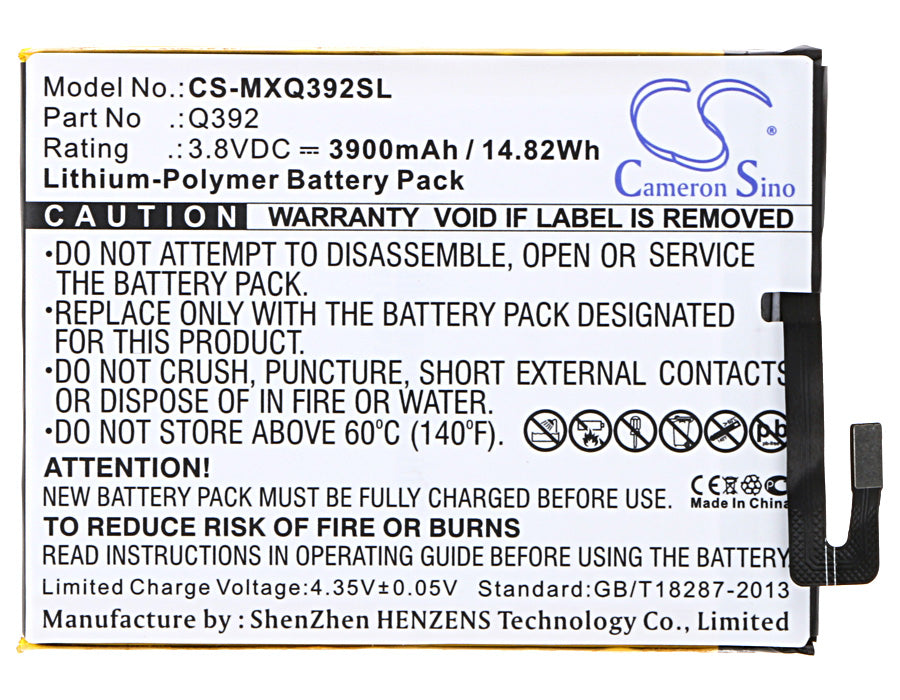 Model No.: CS-MXQ392SL
Part No .: Q392
Rating .: 3.8VDC ⎓ 3900mAh / 14.82Wh
Lithium-Polymer Battery Pack
CS®
Cameron Sino
CAUTION WARRANTY VOID IF LABEL IS REMOVED
·DO NOT ATTEMPT TO DISASSEMBLE, OPEN OR SERVICE
THE BATTERY PACK.
·REPLACE ONLY WITH THE BATTERY PACK DESIGNATED
FOR THIS PRODUCT.
·DO NOT CRUSH, PUNCTURE, SHORT EXTERNAL CONTACTS
OR DISPOSE OF IN FIRE OR WATER.
·DO NOT STORE ABOVE 60°C (140°F).
pb
ATTENTION!
NEW BATTERY PACK MUST BE FULLY CHARGED BEFORE USE.
CE
Made In China
TO REDUCE RISK OF FIRE OR BURNS
READ INSTRUCTIONS IN OPERATING GUIDE BEFORE USING THE BATTERY.
Limited Charge Voltage:4.35V±0.05V Standard:GB/T18287-2013
Manufacture by : ShenZhen HENZENS Technology Co., Ltd.